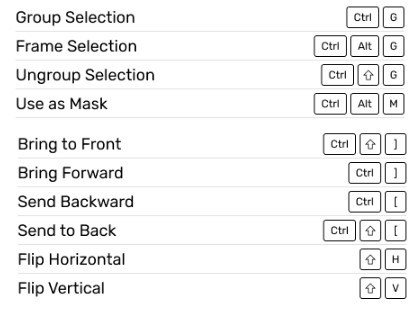 Group Selection Ctrl G
Frame Selection Ctrl Alt G
Ungroup Selection Ctrl ⇧ G
Use as Mask Ctrl Alt M
Bring to Front Ctrl ⇧ ]
Bring Forward Ctrl ]
Send Backward Ctrl [
Send to Back Ctrl ⇧ [
Flip Horizontal ⇧ H
Flip Vertical ⇧ V